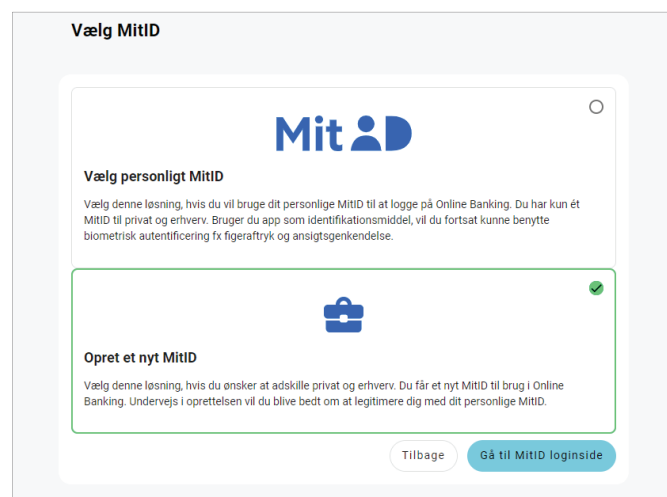 Vælg MitID
Mit D
Vælg personligt MitID
Vælg denne løsning, hvis du vil bruge dit personlige MitID til at logge på Online Banking. Du har kun ét
MitID til privat og erhverv. Bruger du app som identifikationsmiddel, vil du fortsat kunne benytte
biometrisk autentificering fx figeraftryk og ansigtsgenkendelse.
Opret et nyt MitID
Vælg denne løsning, hvis du ønsker at adskille privat og erhverv. Du får et nyt MitID til brug i Online
Banking. Undervejs i oprettelsen vil du blive bedt om at legitimere dig med dit personlige MitID.
Tilbage
Gå til MitID loginside